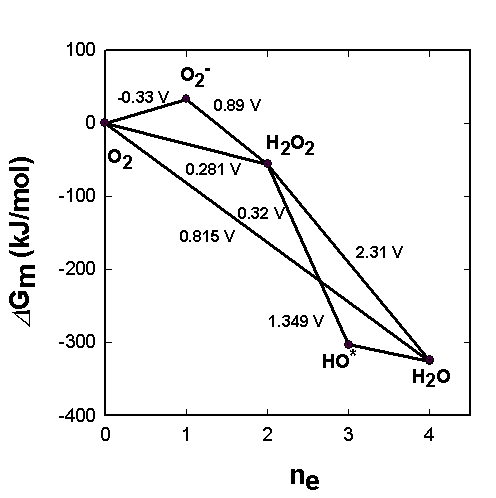 100
O₂⁻
-0.33 V
0.89 V
0
H₂O₂
O₂
0.281 V
-100
0.32 V
0.815 V
2.31 V
-200
1.349 V
-300
HO*
H₂O
-400
0 1 2 3 4
ΔGm (kJ/mol)
ne